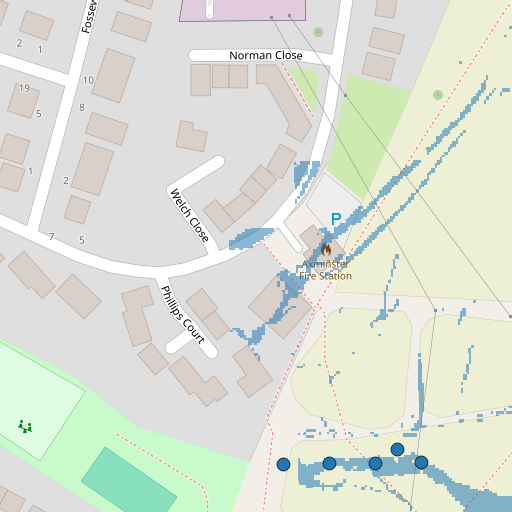 Fossew
Norman Close
2
1
10
19
8
5
1
2
Welch Close
P
7
5
Axminster
Fire Station
Phillips Court